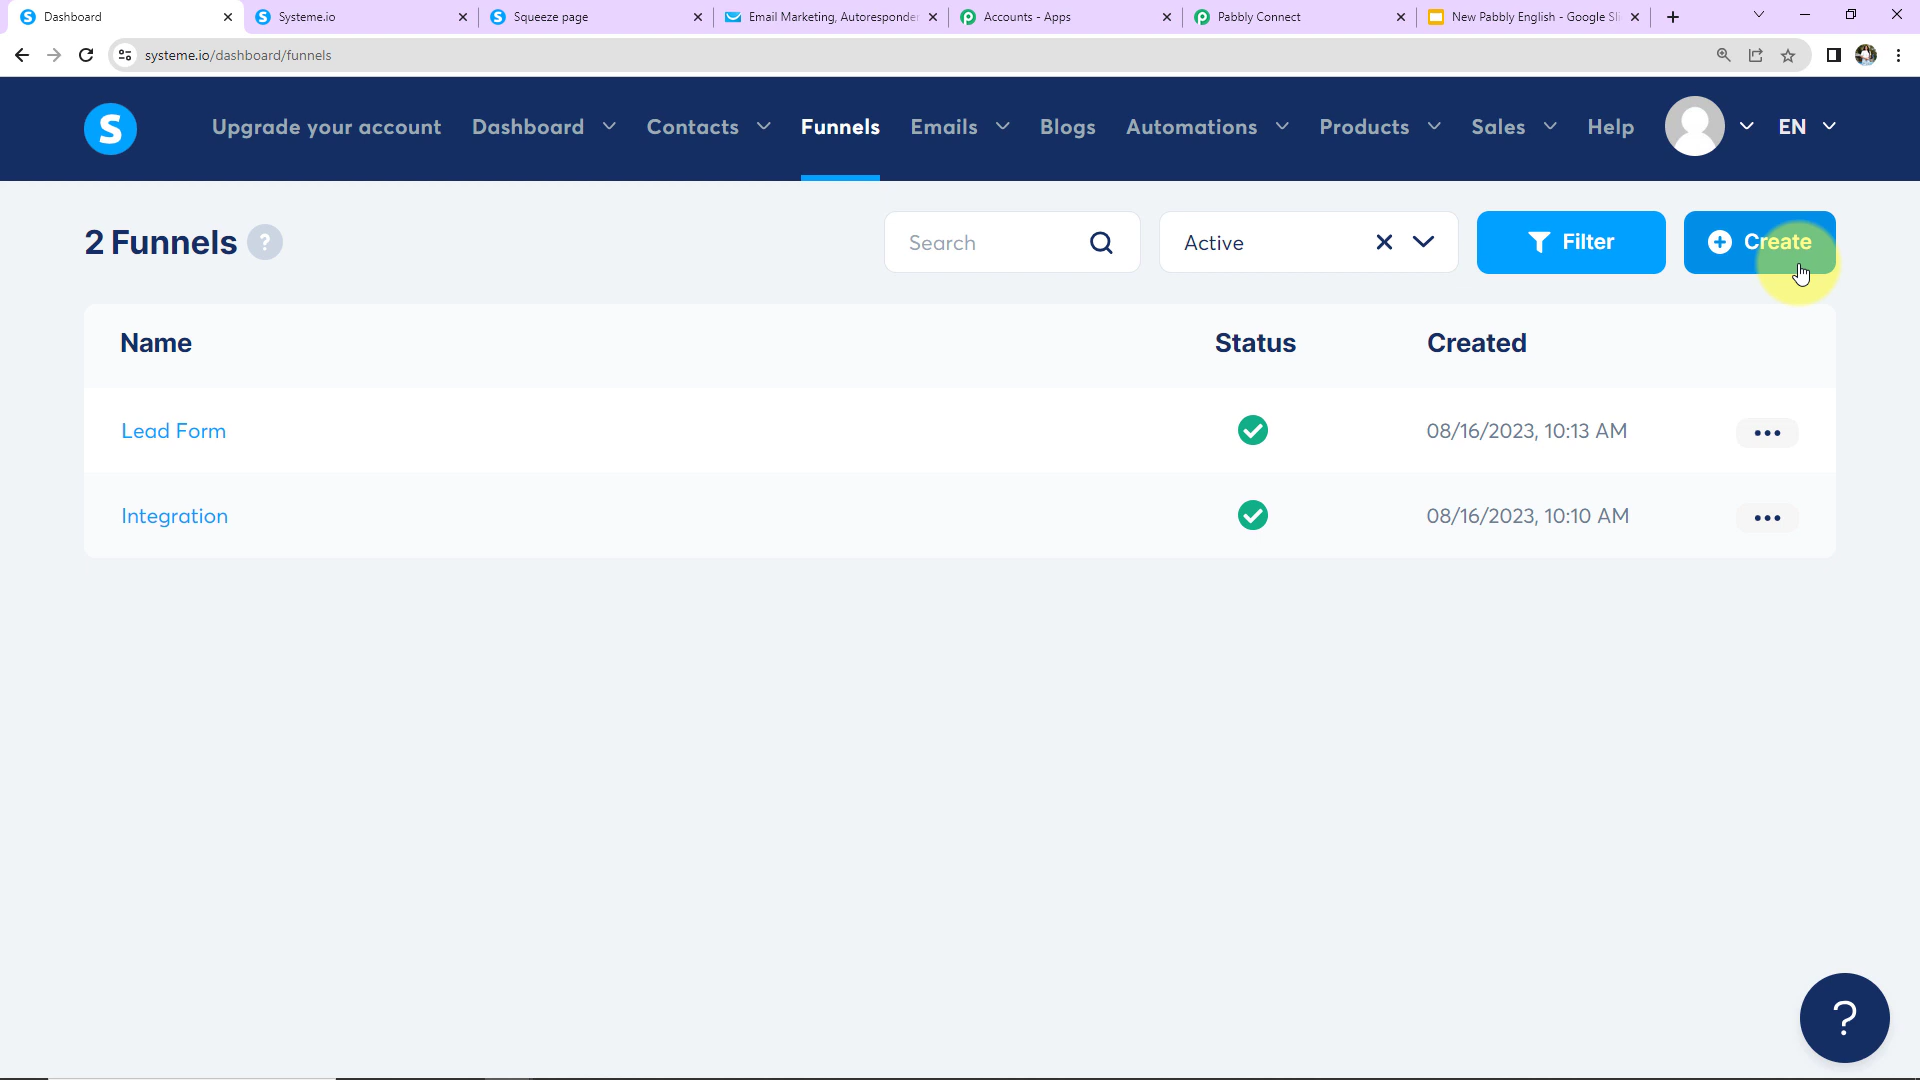 Dashboard
Systeme.io
Squeeze page
Email Marketing, Autoresponde
Accounts - Apps
Pabbly Connect
New Pabbly English - Google Sli
systeme.io/dashboard/funnels
S
Upgrade your account
Dashboard
Contacts
Funnels
Emails
Blogs
Automations
Products
Sales
Help
EN
2 Funnels ?
Search
Active
Filter
Create
Name
Status
Created
Lead Form
08/16/2023, 10:13 AM
Integration
08/16/2023, 10:10 AM
?